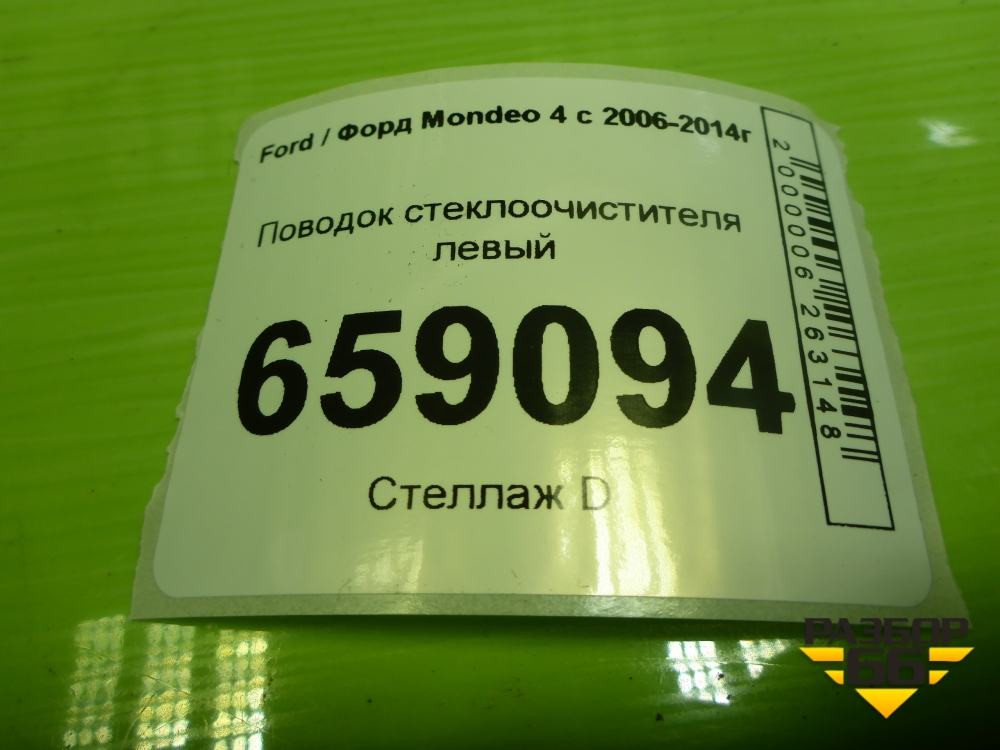 Ford / Форд Mondeo 4 с 2006-2014г
Поводок стеклоочистителя
левый
659094
Стеллаж D
2000006263148
РАЗБОР
66